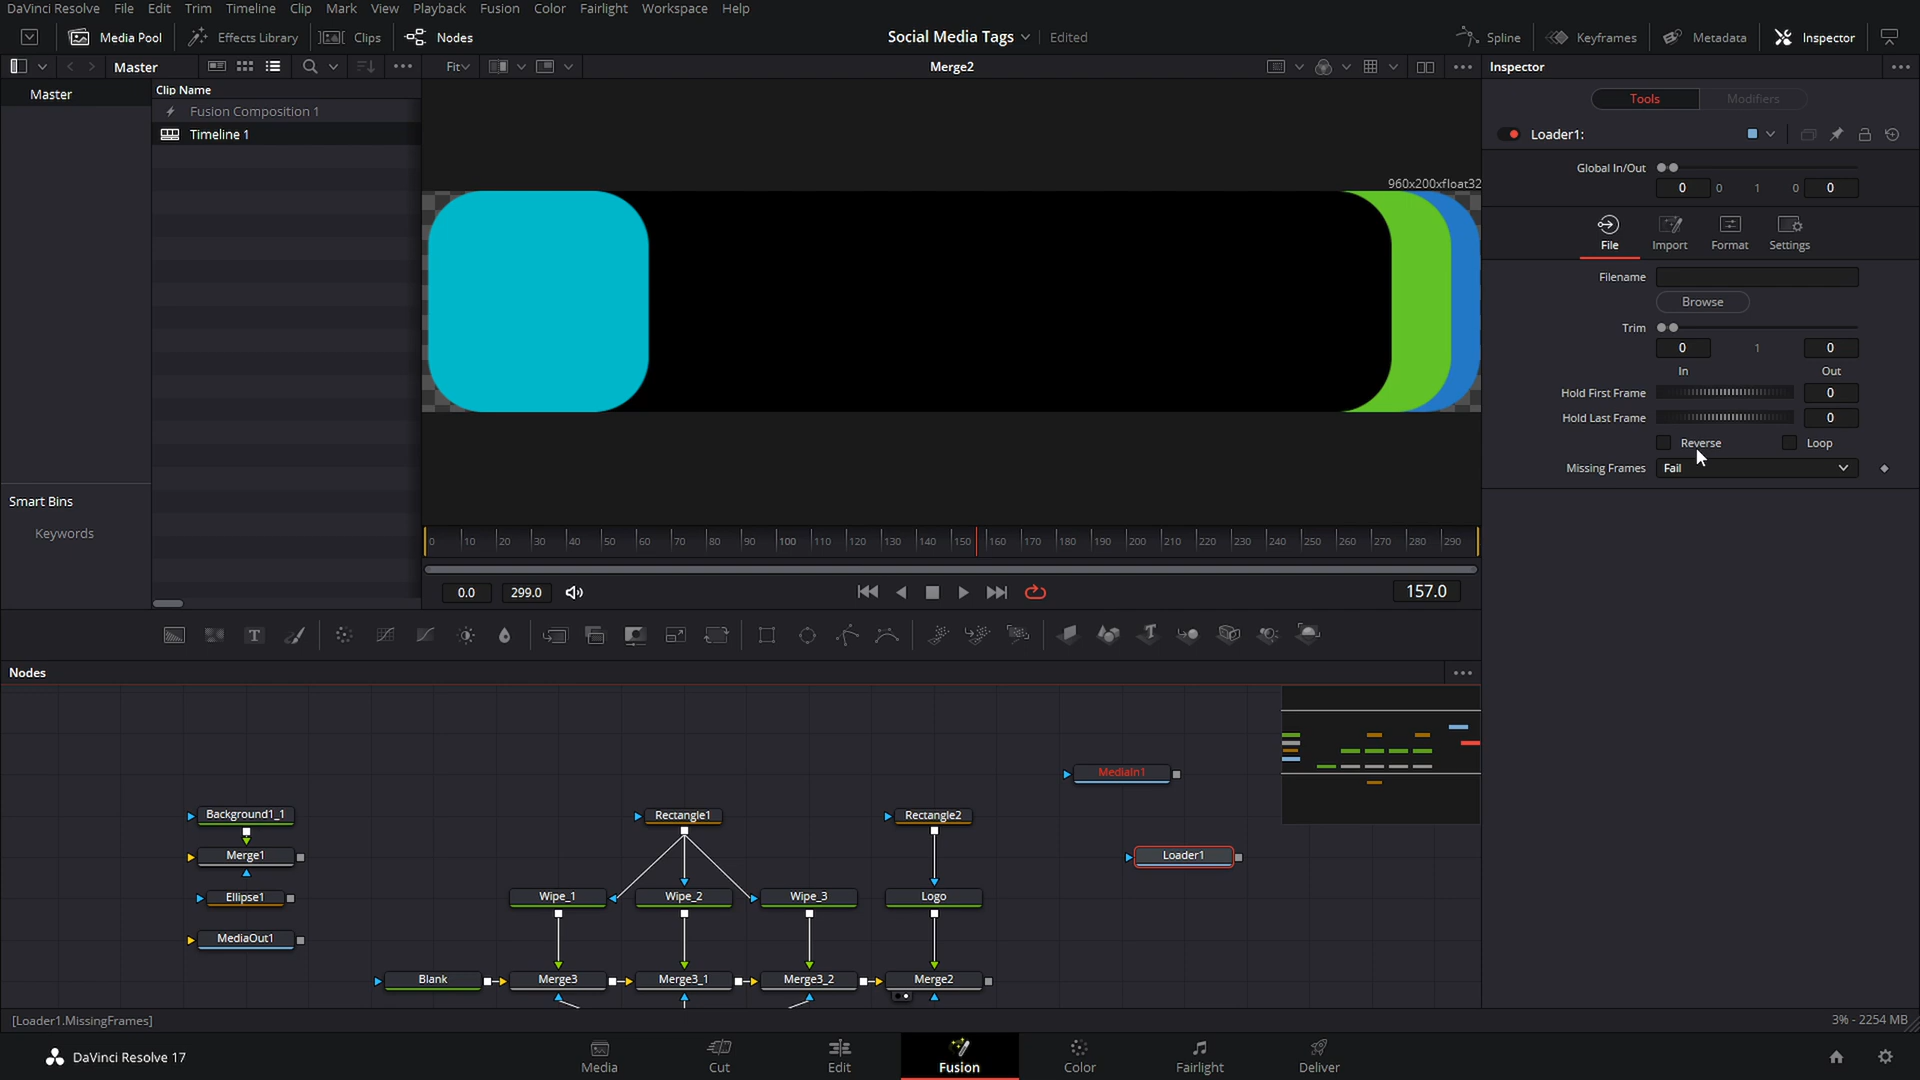 DaVinci Resolve File Edit Trim Timeline Clip Mark View Playback Fusion Color Fairlight Workspace Help
Media Pool Effects Library Clips Nodes Social Media Tags Edited Spline Keyframes Metadata Inspector
Master Fit Merge2 Inspector
Master
Clip Name
Fusion Composition 1
Timeline 1
Smart Bins
Keywords
960x200xfloat32
0 10 20 30 40 50 60 70 80 90 100 110 120 130 140 150 160 170 180 190 200 210 220 230 240 250 260 270 280 290
0.0 299.0 157.0
Tools Modifiers
Loader1:
Global In/Out
0 0 1 0 0
File Import Format Settings
Filename
Browse
Trim
0 1 0
In Out
Hold First Frame 0
Hold Last Frame 0
Reverse Loop
Missing Frames Fail
Nodes
MediaIn1
Background1_1 Rectangle1 Rectangle2
Merge1 Loader1
Ellipse1 Wipe_1 Wipe_2 Wipe_3 Logo
MediaOut1
Blank Merge3 Merge3_1 Merge3_2 Merge2
[Loader1.MissingFrames] 3% - 2254 MB
DaVinci Resolve 17 Media Cut Edit Fusion Color Fairlight Deliver